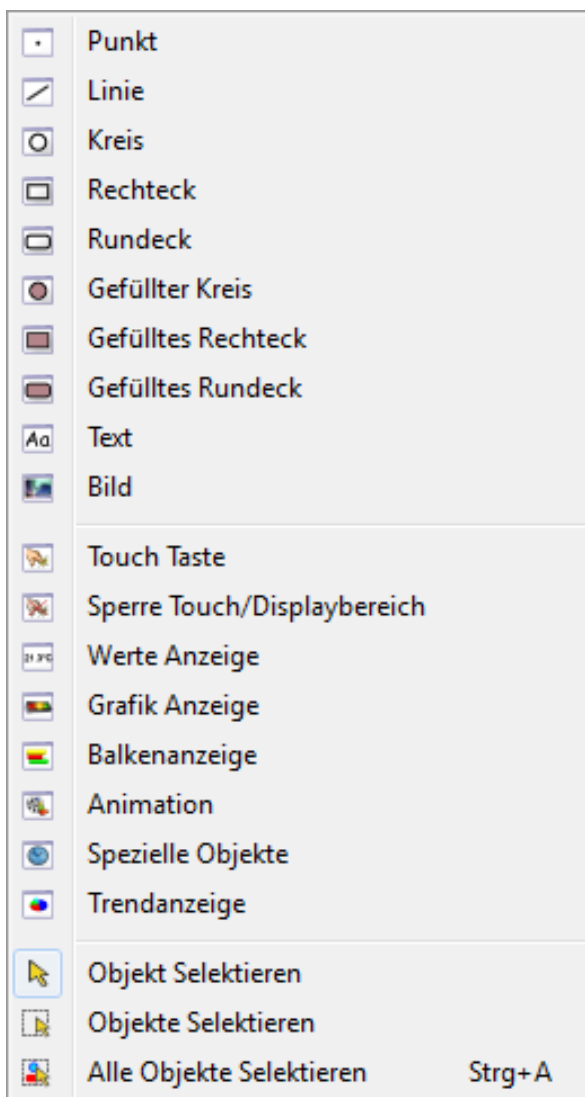 Punkt
Linie
Kreis
Rechteck
Rundeck
Gefüllter Kreis
Gefülltes Rechteck
Gefülltes Rundeck
Aa Text
Bild
Touch Taste
Sperre Touch/Displaybereich
Werte Anzeige
Grafik Anzeige
Balkenanzeige
Animation
Spezielle Objekte
Trendanzeige
Objekt Selektieren
Objekte Selektieren
Alle Objekte Selektieren Strg+A